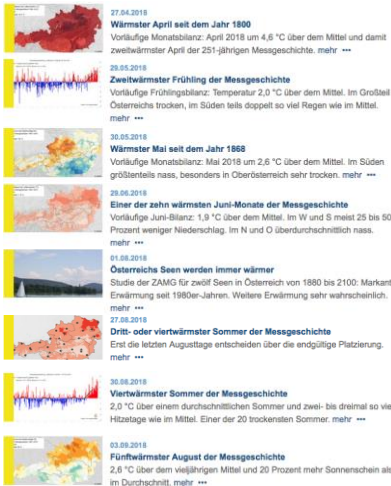 27.04.2018
Wärmster April seit dem Jahr 1800
Vorläufige Monatsbilanz: April 2018 um 4,6 °C über dem Mittel und damit
zweitwärmster April der 251-jährigen Messgeschichte. mehr •••
29.05.2018
Zweitwärmster Frühling der Messgeschichte
Vorläufige Frühlingsbilanz: Temperatur 2,0 °C über dem Mittel. Im Großteil
Österreichs trocken, im Süden teils doppelt so viel Regen wie im Mittel.
mehr •••
30.05.2018
Wärmster Mai seit dem Jahr 1868
Vorläufige Monatsbilanz: Mai 2018 um 2,6 °C über dem Mittel. Im Süden
größtenteils nass, besonders in Oberösterreich sehr trocken. mehr •••
29.06.2018
Einer der zehn wärmsten Juni-Monate der Messgeschichte
Vorläufige Juni-Bilanz: 1,9 °C über dem Mittel. Im W und S meist 25 bis 50
Prozent weniger Niederschlag. Im N und O überdurchschnittlich nass.
mehr •••
01.08.2018
Österreichs Seen werden immer wärmer
Studie der ZAMG für zwölf Seen in Österreich von 1880 bis 2100: Markant
Erwärmung seit 1980er-Jahren. Weitere Erwärmung sehr wahrscheinlich.
mehr •••
27.08.2018
Dritt- oder viertwärmster Sommer der Messgeschichte
Erst die letzten Augusttage entscheiden über die endgültige Platzierung.
mehr •••
30.08.2018
Viertwärmster Sommer der Messgeschichte
2,0 °C über einem durchschnittlichen Sommer und zwei- bis dreimal so vie
Hitzetage wie im Mittel. Einer der 20 trockensten Sommer. mehr •••
03.09.2018
Fünftwärmster August der Messgeschichte
2,6 °C über dem vieljährigen Mittel und 20 Prozent mehr Sonnenschein als
im Durchschnitt. mehr •••